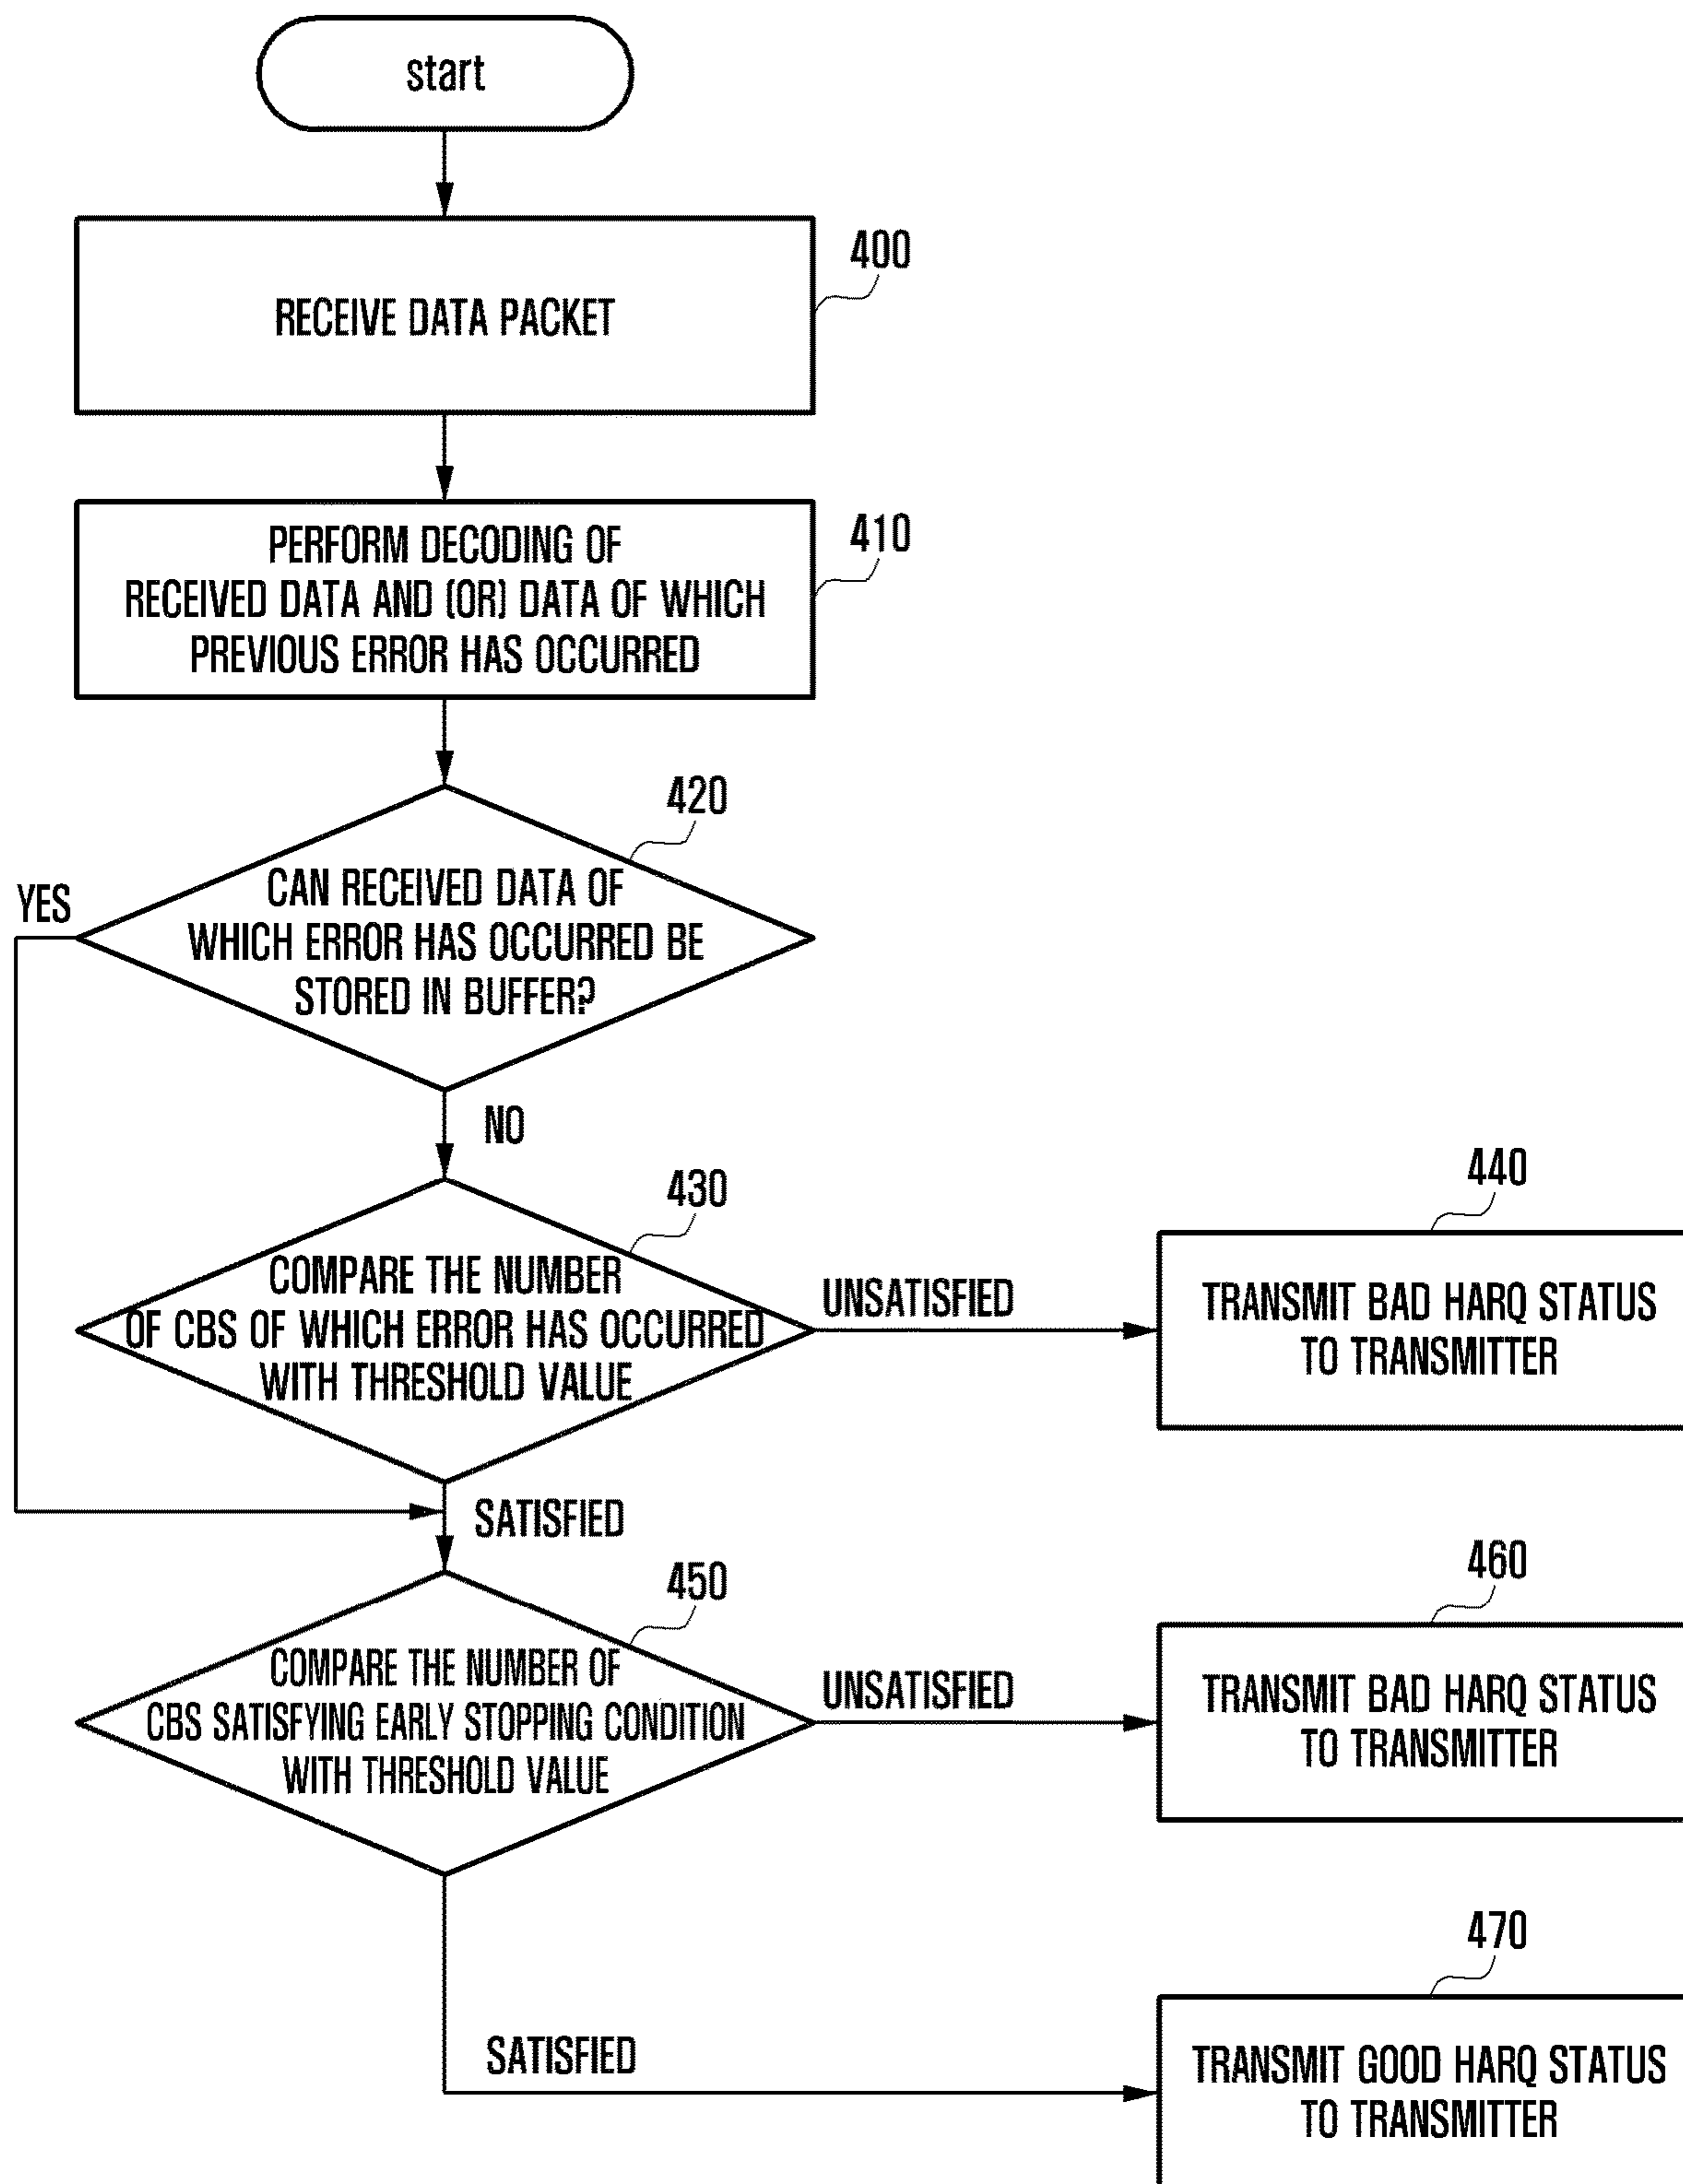 start
400
RECEIVE DATA PACKET
410
PERFORM DECODING OF
RECEIVED DATA AND (OR) DATA OF WHICH
PREVIOUS ERROR HAS OCCURRED
420
CAN RECEIVED DATA OF
WHICH ERROR HAS OCCURRED BE
STORED IN BUFFER?
YES
NO
430
COMPARE THE NUMBER
OF CBS OF WHICH ERROR HAS OCCURRED
WITH THRESHOLD VALUE
UNSATISFIED
440
TRANSMIT BAD HARQ STATUS
TO TRANSMITTER
SATISFIED
450
COMPARE THE NUMBER OF
CBS SATISFYING EARLY STOPPING CONDITION
WITH THRESHOLD VALUE
UNSATISFIED
460
TRANSMIT BAD HARQ STATUS
TO TRANSMITTER
SATISFIED
470
TRANSMIT GOOD HARQ STATUS
TO TRANSMITTER